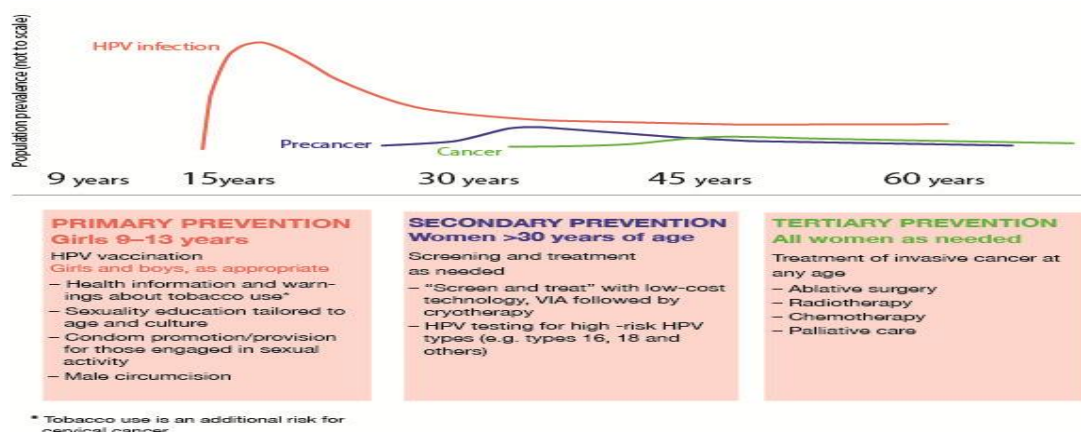 Population prevalence (not to scale)
HPV infection
Precancer
Cancer
9 years
15years
30 years
45 years
60 years
PRIMARY PREVENTION
Girls 9–13 years
HPV vaccination
Girls and boys, as appropriate
– Health information and warn-
ings about tobacco use*
– Sexuality education tailored to
age and culture
– Condom promotion/provision
for those engaged in sexual
activity
– Male circumcision
SECONDARY PREVENTION
Women >30 years of age
Screening and treatment
as needed
– “Screen and treat” with low-cost
technology, VIA followed by
cryotherapy
– HPV testing for high -risk HPV
types (e.g. types 16, 18 and
others)
TERTIARY PREVENTION
All women as needed
Treatment of invasive cancer at
any age
– Ablative surgery
– Radiotherapy
– Chemotherapy
– Palliative care
* Tobacco use is an additional risk for
cervical cancer